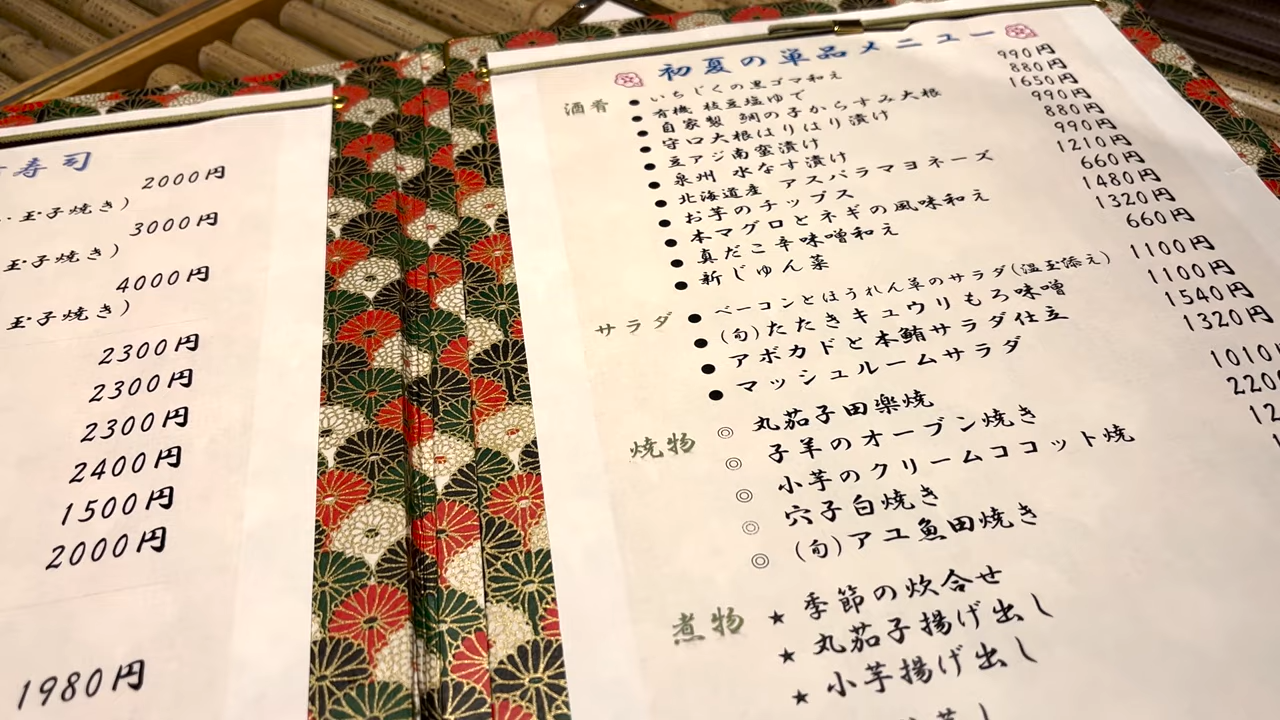 寿司
2000円
玉子焼き)
3000円
玉子焼き)
4000円
玉子焼き)
2300円
2300円
2300円
2400円
1500円
2000円
1980円
初夏の単品メニュー
酒肴 ● いちじくの黒ゴマ和え 990円
● 有機 枝豆塩ゆで 880円
● 自家製 鯛の子からすみ大根 1650円
● 守口大根はりはり漬け 990円
● 豆アジ南蛮漬け 880円
● 泉州 水なす漬け 990円
● 北海道産 アスパラマヨネーズ 1210円
● お芋のチップス 660円
● 本マグロとネギの風味和え 1480円
● 真だこ辛味噌和え 1320円
● 新じゅん菜 660円
サラダ ● ベーコンとほうれん草のサラダ(温玉添え) 1100円
● (旬)たたきキュウリもろ味噌 1100円
● アボカドと本鮪サラダ仕立 1540円
● マッシュルームサラダ 1320円
焼物 ◎ 丸茄子田楽焼 1010円
◎ 子羊のオーブン焼き 220
◎ 小芋のクリームココット焼 12
◎ 穴子白焼き
◎ (旬)アユ魚田焼き
煮物 ★ 季節の炊合せ
★ 丸茄子揚げ出し
★ 小芋揚げ出し